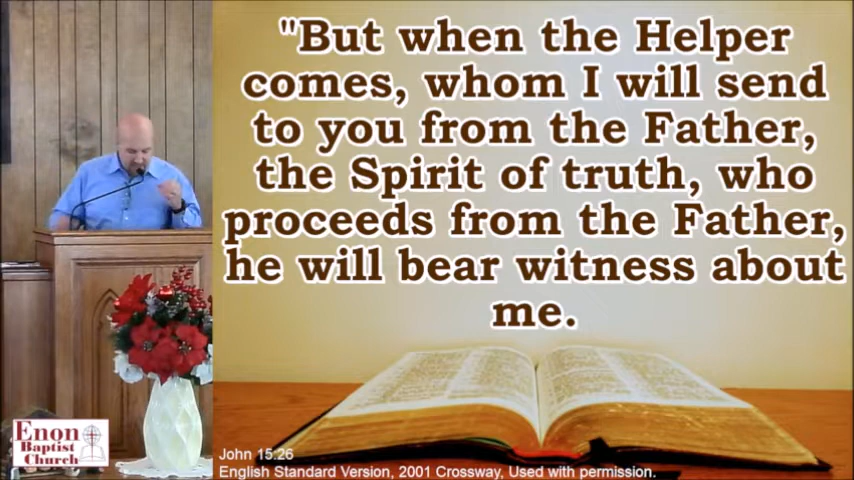 "But when the Helper
comes, whom I will send
to you from the Father,
the Spirit of truth, who
proceeds from the Father,
he will bear witness about
me.
John 15:26
English Standard Version, 2001 Crossway, Used with permission.
Enon
Baptist
Church